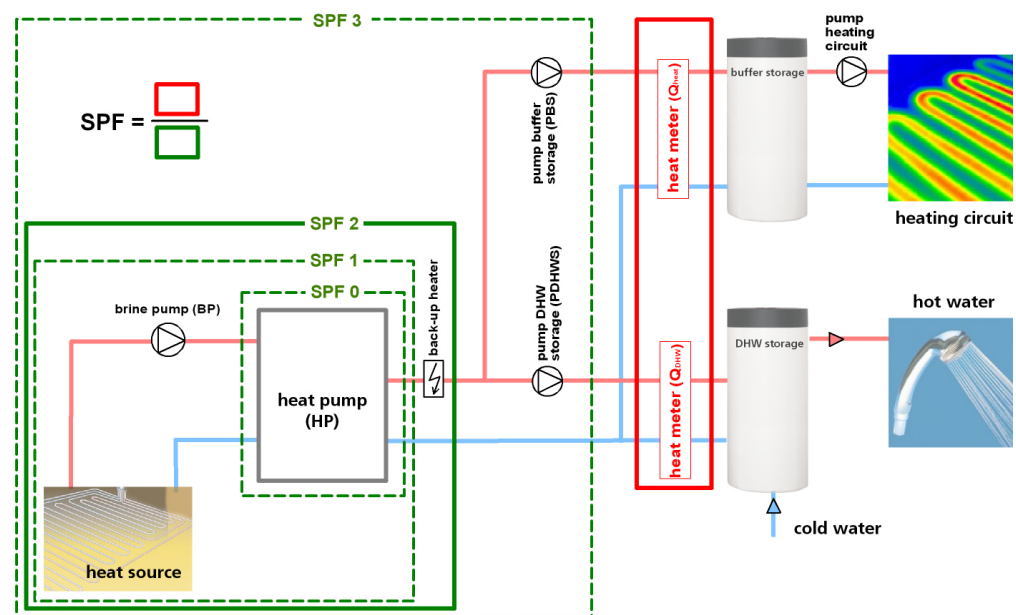 SPF 3
pump
heating
circuit
SPF =
pump buffer
storage (PBS)
heat meter (Qheat)
buffer storage
heating circuit
SPF 2
SPF 1
SPF 0
brine pump (BP)
back-up heater
pump DHW
storage (PDHWS)
heat meter (QDHW)
DHW storage
hot water
heat pump
(HP)
heat source
cold water